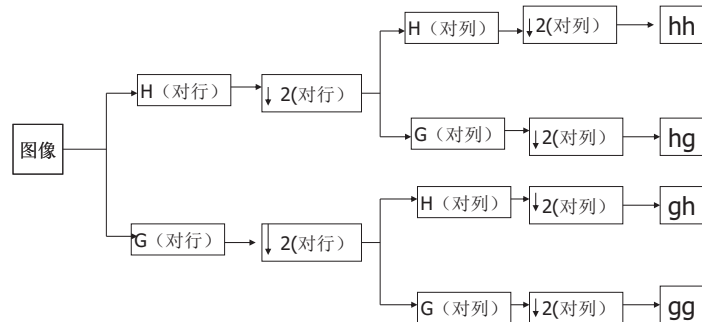 H（对列）
↓2(对列）
hh
H（对行）
↓ 2(对行）
G（对列）
↓2(对列）
hg
图像
H（对列）
↓2(对列）
gh
G（对行）
↓ 2(对行）
G（对列）
↓2(对列）
gg